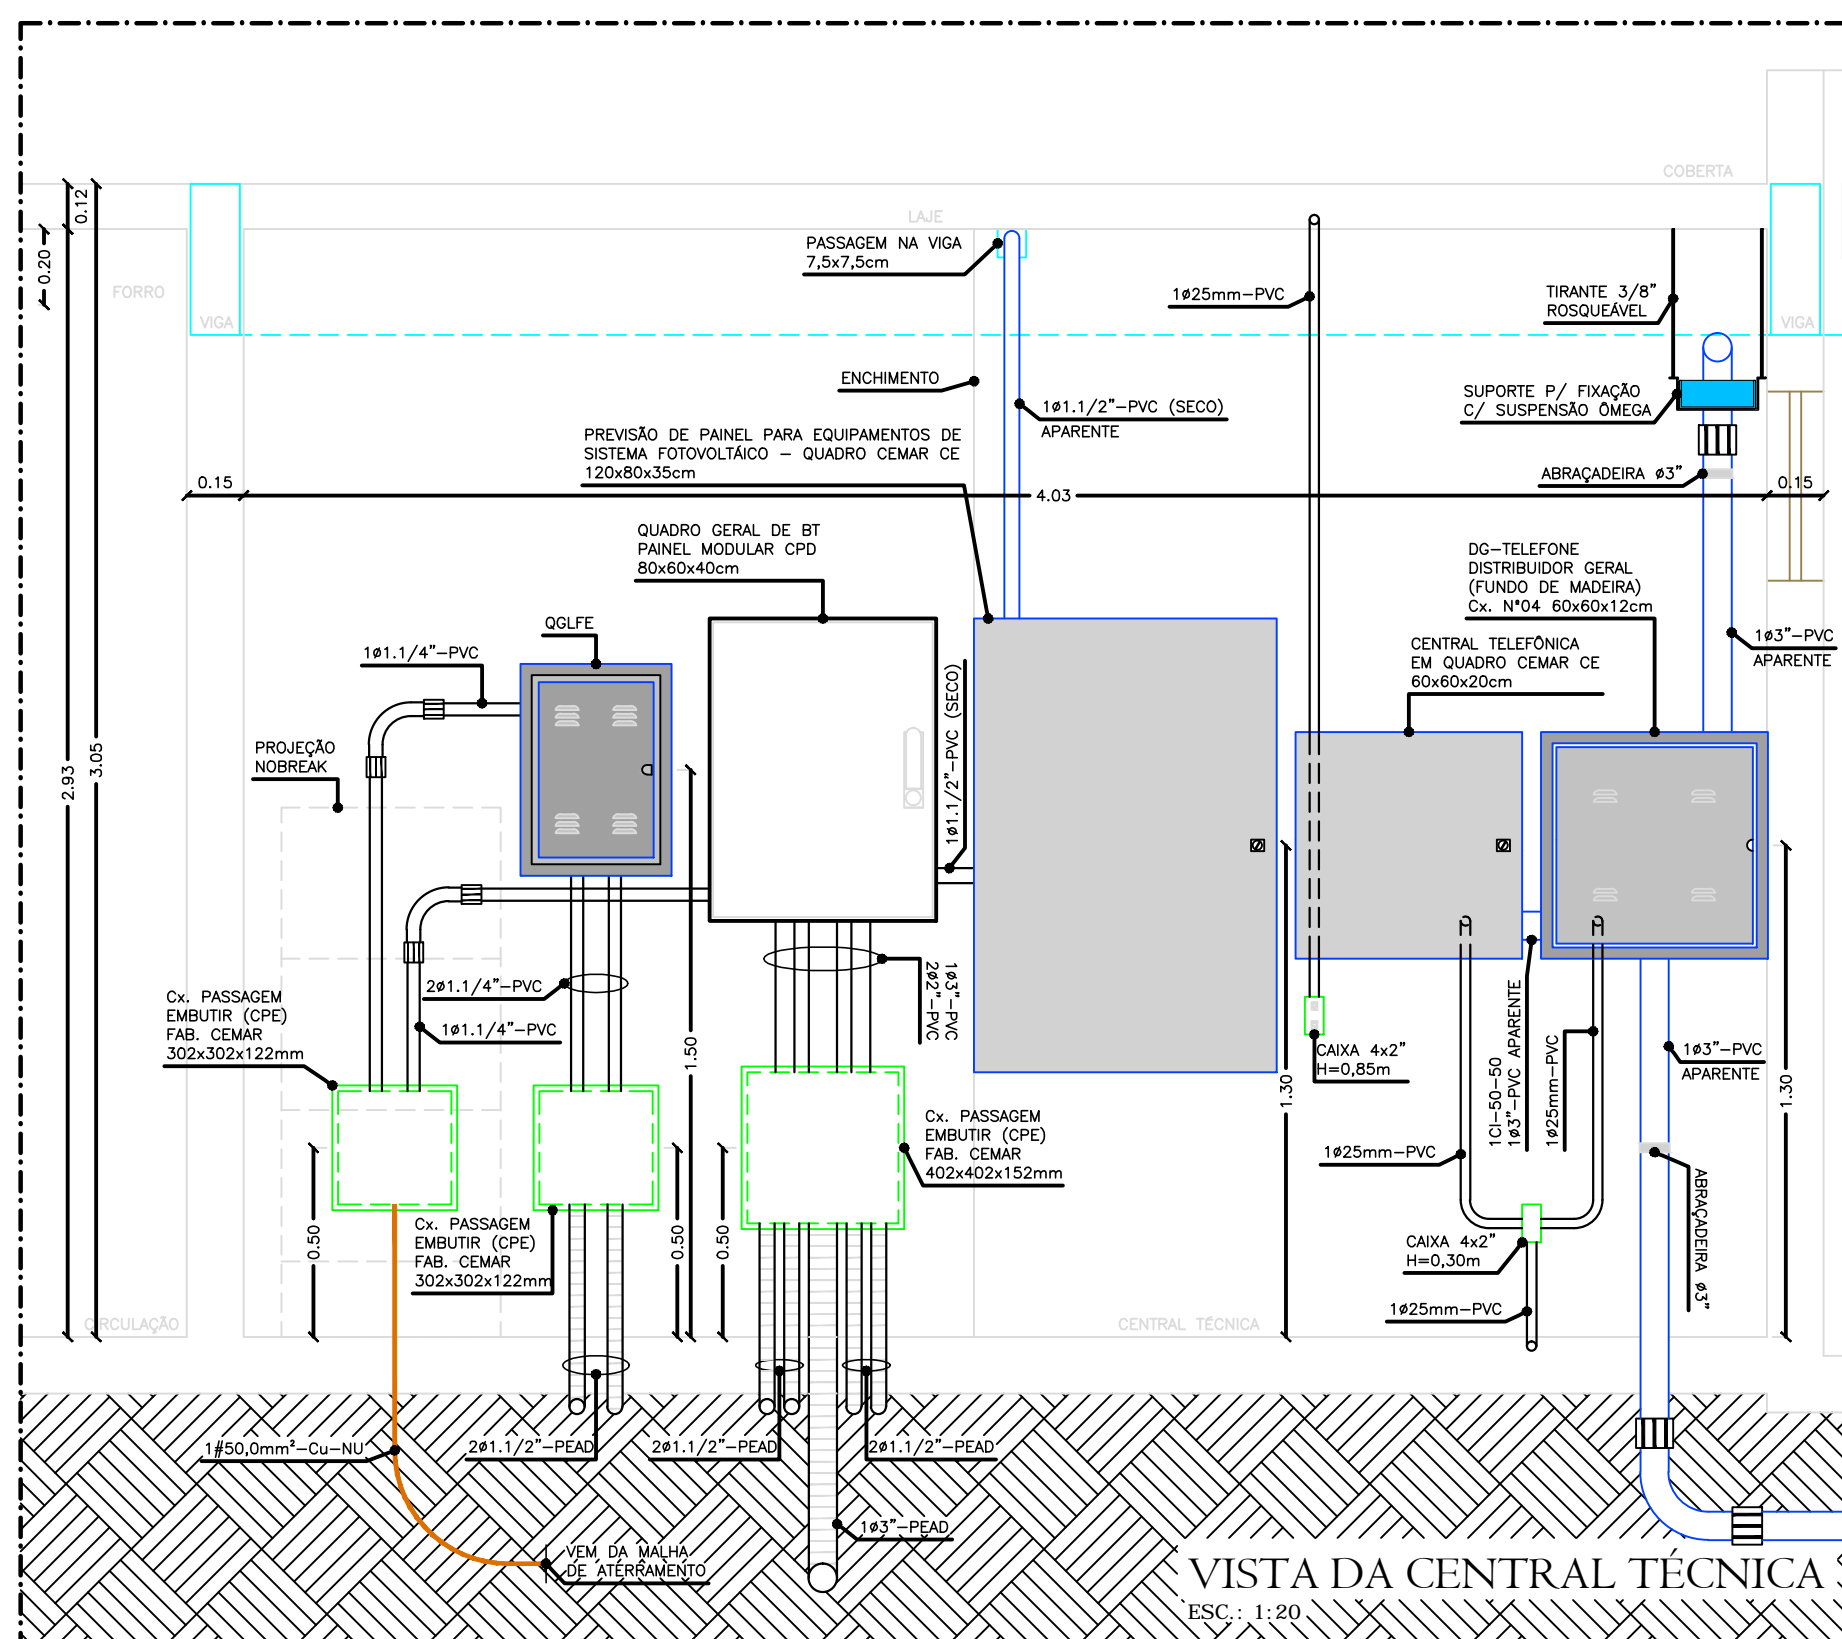 COBERTA
LAJE
0.12
0.20
FORRO
VIGA
PASSAGEM NA VIGA
7,5x7,5cm
1ø25mm-PVC
TIRANTE 3/8"
ROSQUEÁVEL
VIGA
ENCHIMENTO
1ø1.1/2"-PVC (SECO)
APARENTE
SUPORTE P/ FIXAÇÃO
C/ SUSPENSÃO ÔMEGA
PREVISÃO DE PAINEL PARA EQUIPAMENTOS DE
SISTEMA FOTOVOLTÁICO - QUADRO CEMAR CE
120x80x35cm
ABRAÇADEIRA ø3"
0.15
4.03
0.15
QUADRO GERAL DE BT
PAINEL MODULAR CPD
80x60x40cm
DG-TELEFONE
DISTRIBUIDOR GERAL
(FUNDO DE MADEIRA)
Cx. N°04 60x60x12cm
QGLFE
1ø1.1/4"-PVC
CENTRAL TELEFÔNICA
EM QUADRO CEMAR CE
60x60x20cm
1ø3"-PVC
APARENTE
PROJEÇÃO
NOBREAK
2.93
3.05
1ø1.1/2"-PVC (SECO)
2ø1.1/4"-PVC
1ø1.1/4"-PVC
1ø3"-PVC
2ø2"-PVC
Cx. PASSAGEM
EMBUTIR (CPE)
FAB. CEMAR
302x302x122mm
1.50
CAIXA 4x2"
H=0,85m
1.30
1CI-50-50
1ø3"-PVC APARENTE
1ø25mm-PVC
1ø3"-PVC
APARENTE
1.30
Cx. PASSAGEM
EMBUTIR (CPE)
FAB. CEMAR
402x402x152mm
1ø25mm-PVC
ABRAÇADEIRA ø3"
0.50
Cx. PASSAGEM
EMBUTIR (CPE)
FAB. CEMAR
302x302x122mm
0.50
0.50
CAIXA 4x2"
H=0,30m
1ø25mm-PVC
CIRCULAÇÃO
CENTRAL TÉCNICA
1#50,0mm²-Cu-NU
2ø1.1/2"-PEAD
2ø1.1/2"-PEAD
2ø1.1/2"-PEAD
1ø3"-PEAD
VEM DA MALHA
DE ATERRAMENTO
VISTA DA CENTRAL TÉCNICA
ESC.: 1:20